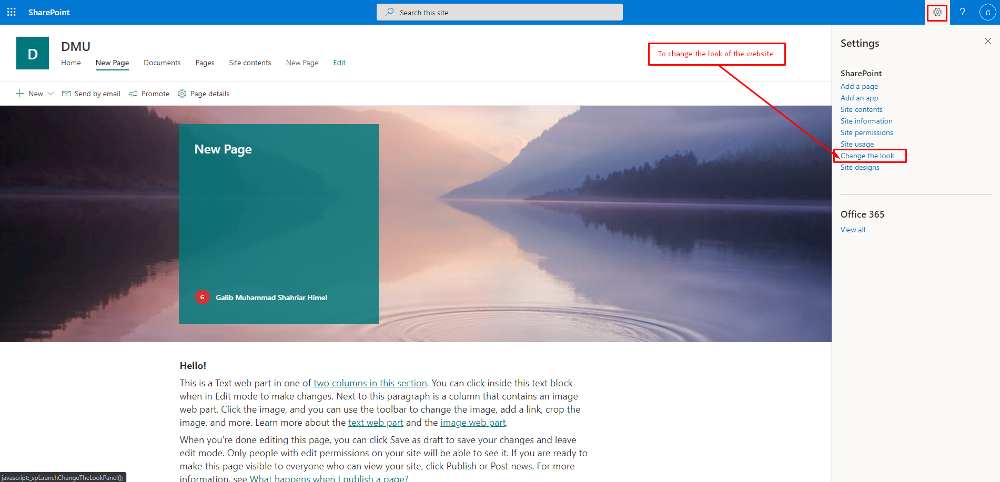 SharePoint
Search this site
?
G
D
DMU
Home New Page Documents Pages Site contents New Page Edit
To change the look of the website
New Send by email Promote Page details
New Page
G Galib Muhammad Shahriar Himel
Hello!
This is a Text web part in one of two columns in this section. You can click inside this text block
when in Edit mode to make changes. Next to this paragraph is a column that contains an image
web part. Click the image, and you can use the toolbar to change the image, add a link, crop the
image, and more. Learn more about the text web part and the image web part.
When you're done editing this page, you can click Save as draft to save your changes and leave
edit mode. Only people with edit permissions on your site will be able to see it. If you are ready to
make this page visible to everyone who can view your site, click Publish or Post news. For more
information, see What happens when I publish a page?
javascript:_spLaunchChangeTheLookPanel();
Settings
SharePoint
Add a page
Add an app
Site contents
Site information
Site permissions
Site usage
Change the look
Site designs
Office 365
View all